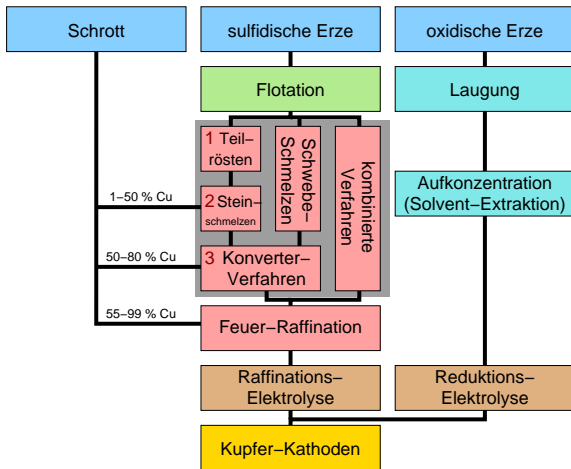 Schrott
sulfidische Erze
oxidische Erze
Flotation
Laugung
1 Teil–
rösten
Schwebe–
Schmelzen
kombinierte
Verfahren
Aufkonzentration
(Solvent–Extraktion)
1–50 % Cu
2 Stein–
schmelzen
50–80 % Cu
3 Konverter–
Verfahren
55–99 % Cu
Feuer–Raffination
Raffinations–
Elektrolyse
Reduktions–
Elektrolyse
Kupfer–Kathoden